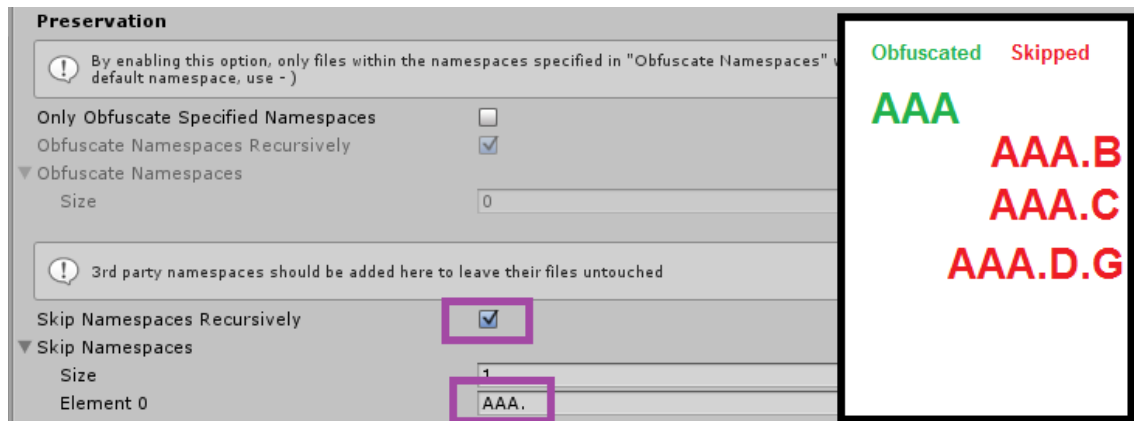 Preservation
By enabling this option, only files within the namespaces specified in "Obfuscate Namespaces"
default namespace, use - )
Only Obfuscate Specified Namespaces
Obfuscate Namespaces Recursively
Obfuscate Namespaces
Size 0
3rd party namespaces should be added here to leave their files untouched
Skip Namespaces Recursively
Skip Namespaces
Size 1
Element 0 AAA.
Obfuscated Skipped
AAA
AAA.B
AAA.C
AAA.D.G